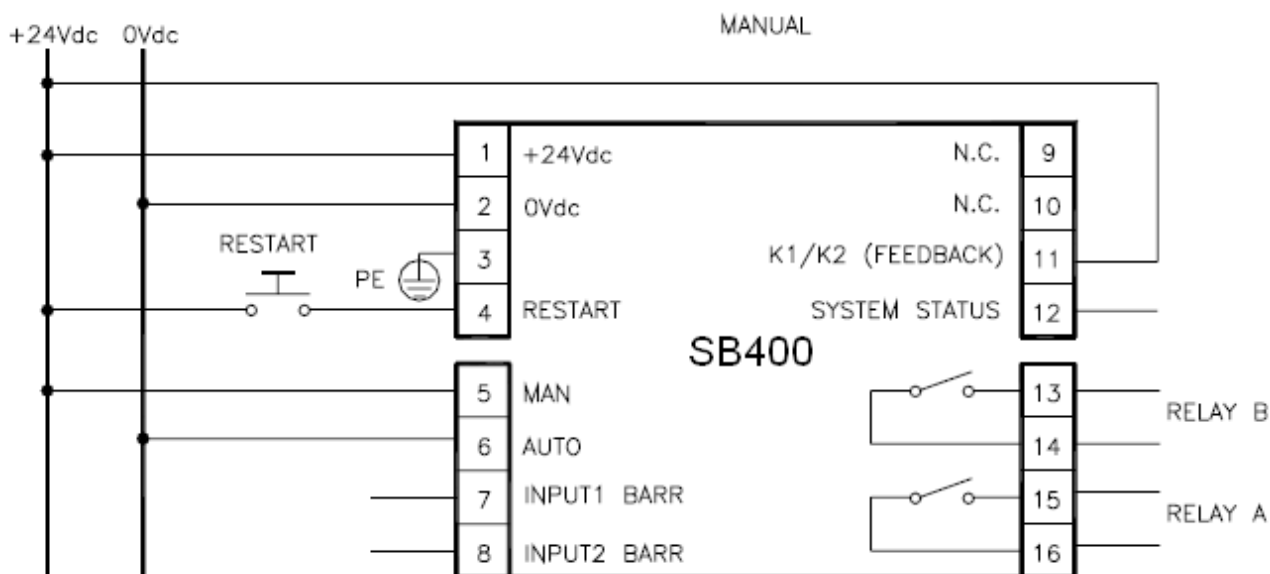 MANUAL
+24Vdc 0Vdc
1 +24Vdc N.C. 9
2 0Vdc N.C. 10
RESTART
PE 3 K1/K2 (FEEDBACK) 11
4 RESTART SYSTEM STATUS 12
SB400
5 MAN 13
RELAY B
6 AUTO 14
7 INPUT1 BARR 15
RELAY A
8 INPUT2 BARR 16